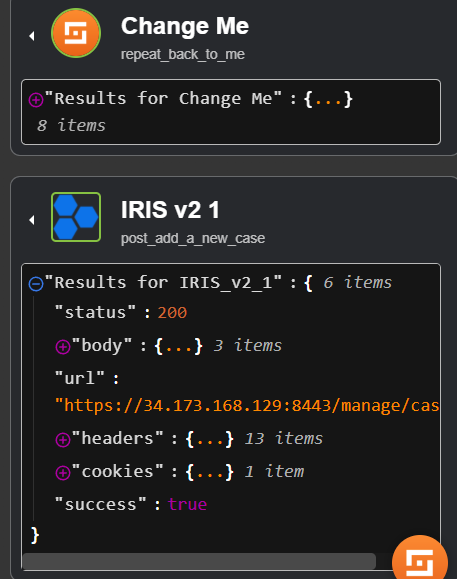 Change Me
repeat_back_to_me
"Results for Change Me" : {...}
8 items
IRIS v2 1
post_add_a_new_case
"Results for IRIS_v2_1" : { 6 items
"status" : 200
"body" : {...} 3 items
"url" :
"https://34.173.168.129:8443/manage/cas
"headers" : {...} 13 items
"cookies" : {...} 1 item
"success" : true
}